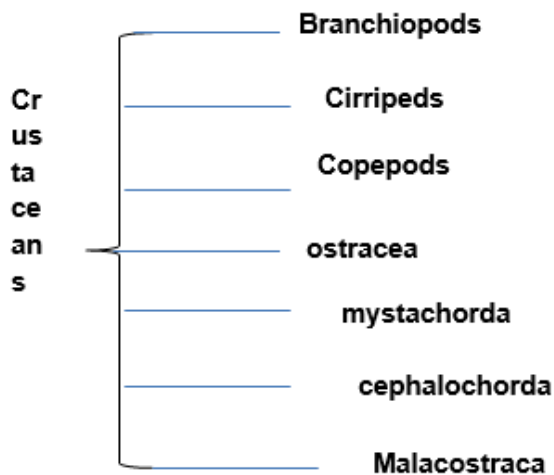 Cr
us
ta
ce
an
s
Branchiopods
Cirripeds
Copepods
ostracea
mystachorda
cephalochorda
Malacostraca